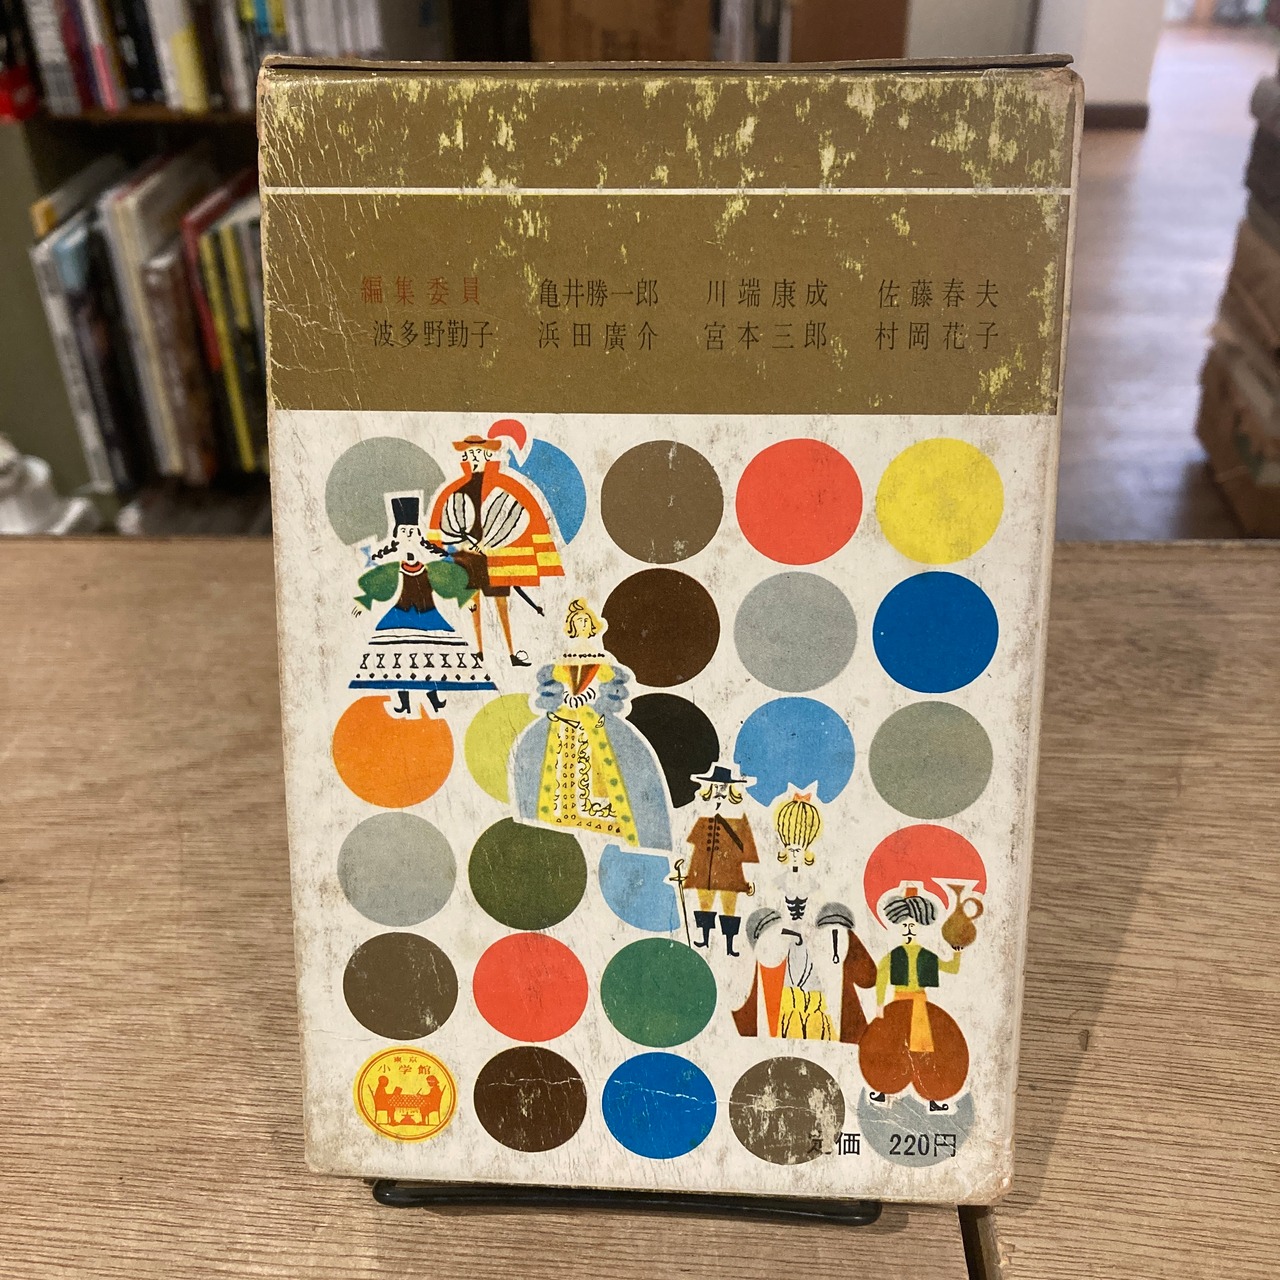 編集委員 亀井勝一郎 川端康成 佐藤春夫
波多野勤子 浜田廣介 宮本三郎 村岡花子
東京
小学館
定価 220円